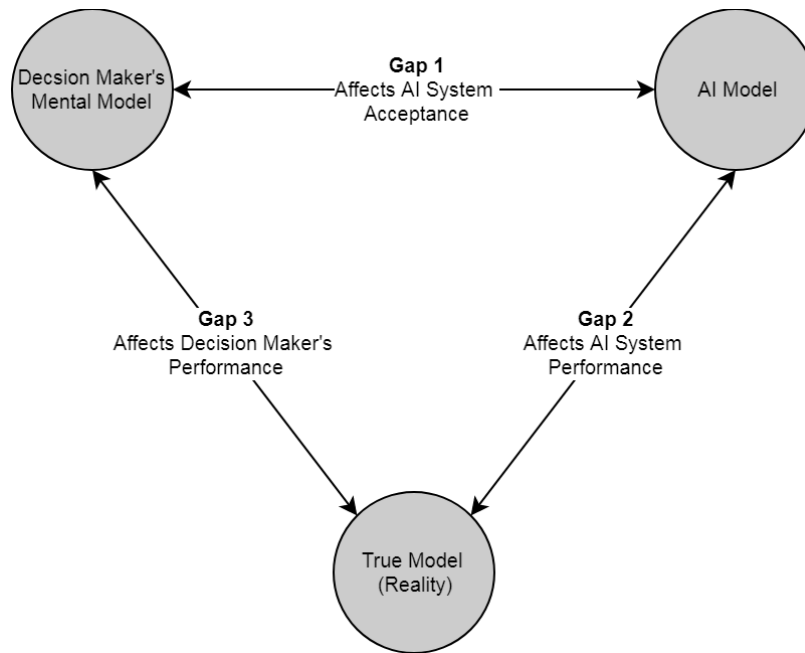 Decsion Maker's
Mental Model
Gap 1
Affects AI System
Acceptance
AI Model
Gap 3
Affects Decision Maker's
Performance
Gap 2
Affects AI System
Performance
True Model
(Reality)